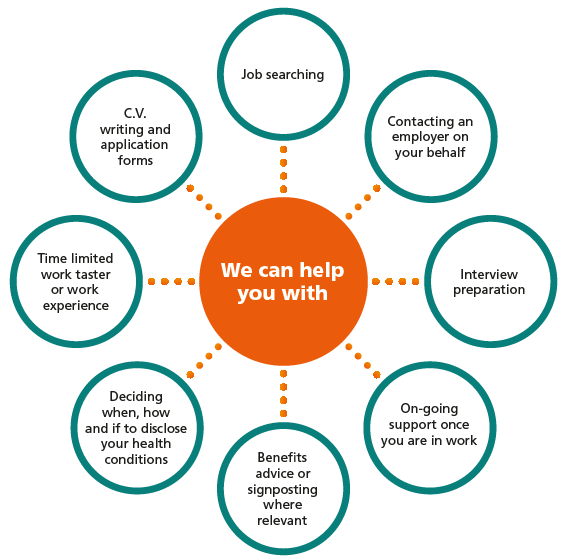 We can help
you with
Job searching
Contacting an
employer on
your behalf
Interview
preparation
On-going
support once
you are in work
Benefits
advice or
signposting
where
relevant
Deciding
when, how
and if to disclose
your health
conditions
Time limited
work taster
or work
experience
C.V.
writing and
application
forms